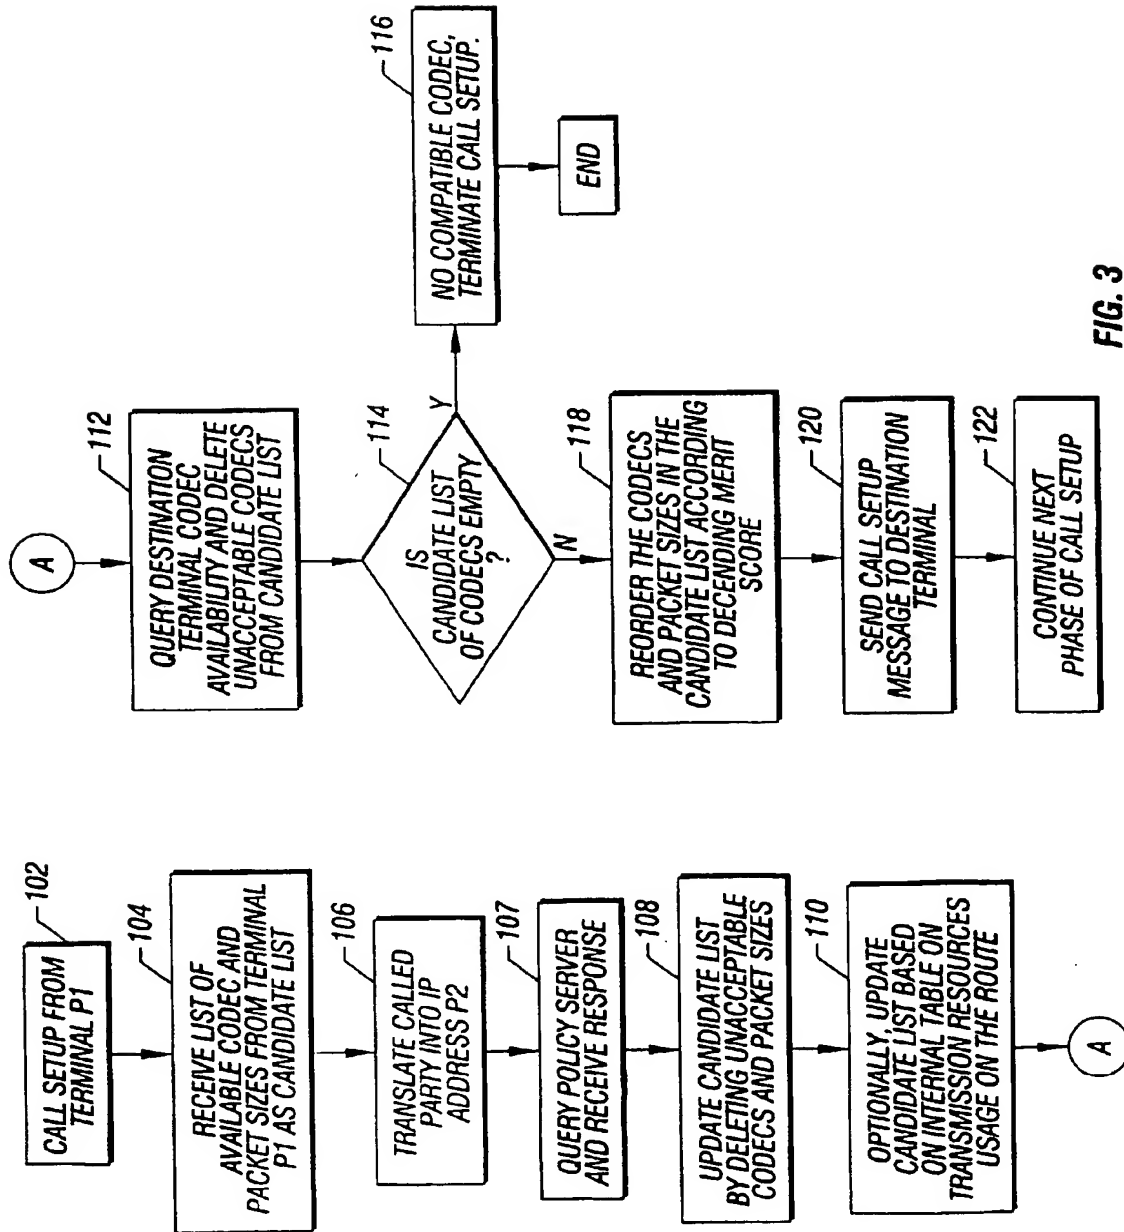 102
CALL SETUP FROM
TERMINAL P1
104
RECEIVE LIST OF
AVAILABLE CODEC AND
PACKET SIZES FROM TERMINAL
P1 AS CANDIDATE LIST
106
TRANSLATE CALLED
PARTY INTO IP
ADDRESS P2
107
QUERY POLICY SERVER
AND RECEIVE RESPONSE
108
UPDATE CANDIDATE LIST
BY DELETING UNACCEPTABLE
CODECS AND PACKET SIZES
110
OPTIONALLY, UPDATE
CANDIDATE LIST BASED
ON INTERNAL TABLE ON
TRANSMISSION RESOURCES
USAGE ON THE ROUTE
A
A
112
QUERY DESTINATION
TERMINAL CODEC
AVAILABILITY AND DELETE
UNACCEPTABLE CODECS
FROM CANDIDATE LIST
114
IS
CANDIDATE LIST
OF CODECS EMPTY
?
Y
N
116
NO COMPATIBLE CODEC,
TERMINATE CALL SETUP.
END
118
REORDER THE CODECS
AND PACKET SIZES IN THE
CANDIDATE LIST ACCORDING
TO DECENDING MERIT
SCORE
120
SEND CALL SETUP
MESSAGE TO DESTINATION
TERMINAL
122
CONTINUE NEXT
PHASE OF CALL SETUP
FIG. 3